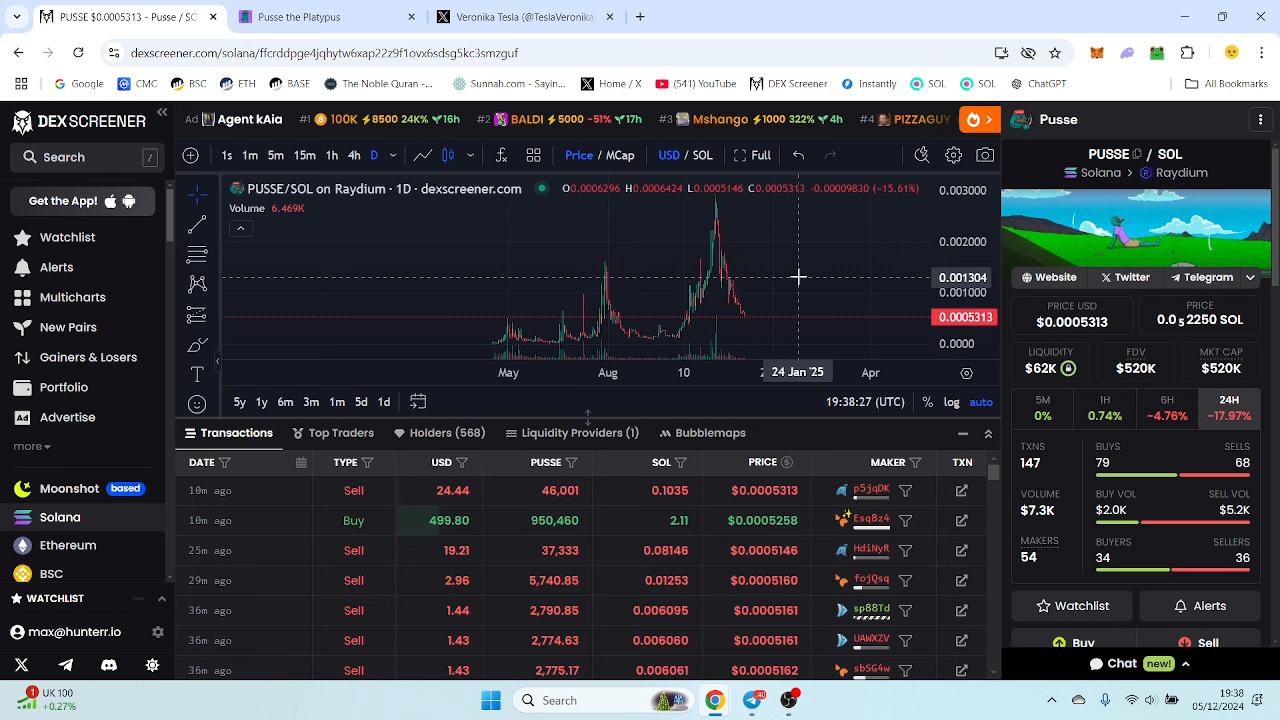 PUSSE $0.0005313 - Pusse / SO
Pusse the Platypus
Veronika Tesla (@TeslaVeronika
dexscreener.com/solana/ffcrddpge4jqhytw6xap22z9f1ovy6sdsq5kc3smzguf
Google
CMC
BSC
ETH
BASE
The Noble Quran -...
Sunnah.com - Sayin...
Home / X
(541) YouTube
DEX Screener
Instantly
SOL
SOL
ChatGPT
All Bookmarks
DEXSCREENER
Search
/
Get the App
Watchlist
Alerts
Multicharts
New Pairs
Gainers & Losers
Portfolio
Advertise
more
Moonshot based
Solana
Ethereum
BSC
WATCHLIST
max@hunterr.io
Ad Agent kAia
100K 8500 24K% 16h
#2 BALDI 5000 -51% 17h
#3 Mshango 1000 322% 4h
#4 PIZZAGUY
1s 1m 5m 15m 1h 4h D
Price / MCap
USD / SOL
Full
PUSSE/SOL on Raydium · 1D · dexscreener.com
O0.0006296 H0.0006424 L0.0005146 C0.0005313 -0.00009830 (-15.61%)
Volume 6.469K
0.003000
0.002000
0.001304
0.001000
0.0005313
0.0000
May
Aug
10
2
24 Jan '25
Apr
5y 1y 6m 3m 1m 5d 1d
19:38:27 (UTC)
% log auto
Transactions
Top Traders
Holders (568)
Liquidity Providers (1)
Bubblemaps
DATE TYPE USD PUSSE SOL PRICE MAKER TXN
10m ago Sell 24.44 46,001 0.1035 $0.0005313 p5jqDK
10m ago Buy 499.80 950,460 2.11 $0.0005258 Esq8z4
25m ago Sell 19.21 37,333 0.08146 $0.0005146 HdiNyR
29m ago Sell 2.96 5,740.85 0.01253 $0.0005160 fojQsq
36m ago Sell 1.44 2,790.85 0.006095 $0.0005161 sp88Td
36m ago Sell 1.43 2,774.63 0.006060 $0.0005161 UAWXZV
36m ago Sell 1.43 2,775.17 0.006061 $0.0005162 sbSG4w
Pusse
PUSSE / SOL
Solana > Raydium
Website
Twitter
Telegram
PRICE USD
$0.0005313
PRICE
0.0₅2250 SOL
LIQUIDITY
$62K
FDV
$520K
MKT CAP
$520K
5M
0%
1H
0.74%
6H
-4.76%
24H
-17.97%
TXNS
147
BUYS
79
SELLS
68
VOLUME
$7.3K
BUY VOL
$2.0K
SELL VOL
$5.2K
MAKERS
54
BUYERS
34
SELLERS
36
Watchlist
Alerts
Buy
Sell
Chat new!
1
UK 100
+0.27%
Search
40
19:38
05/12/2024